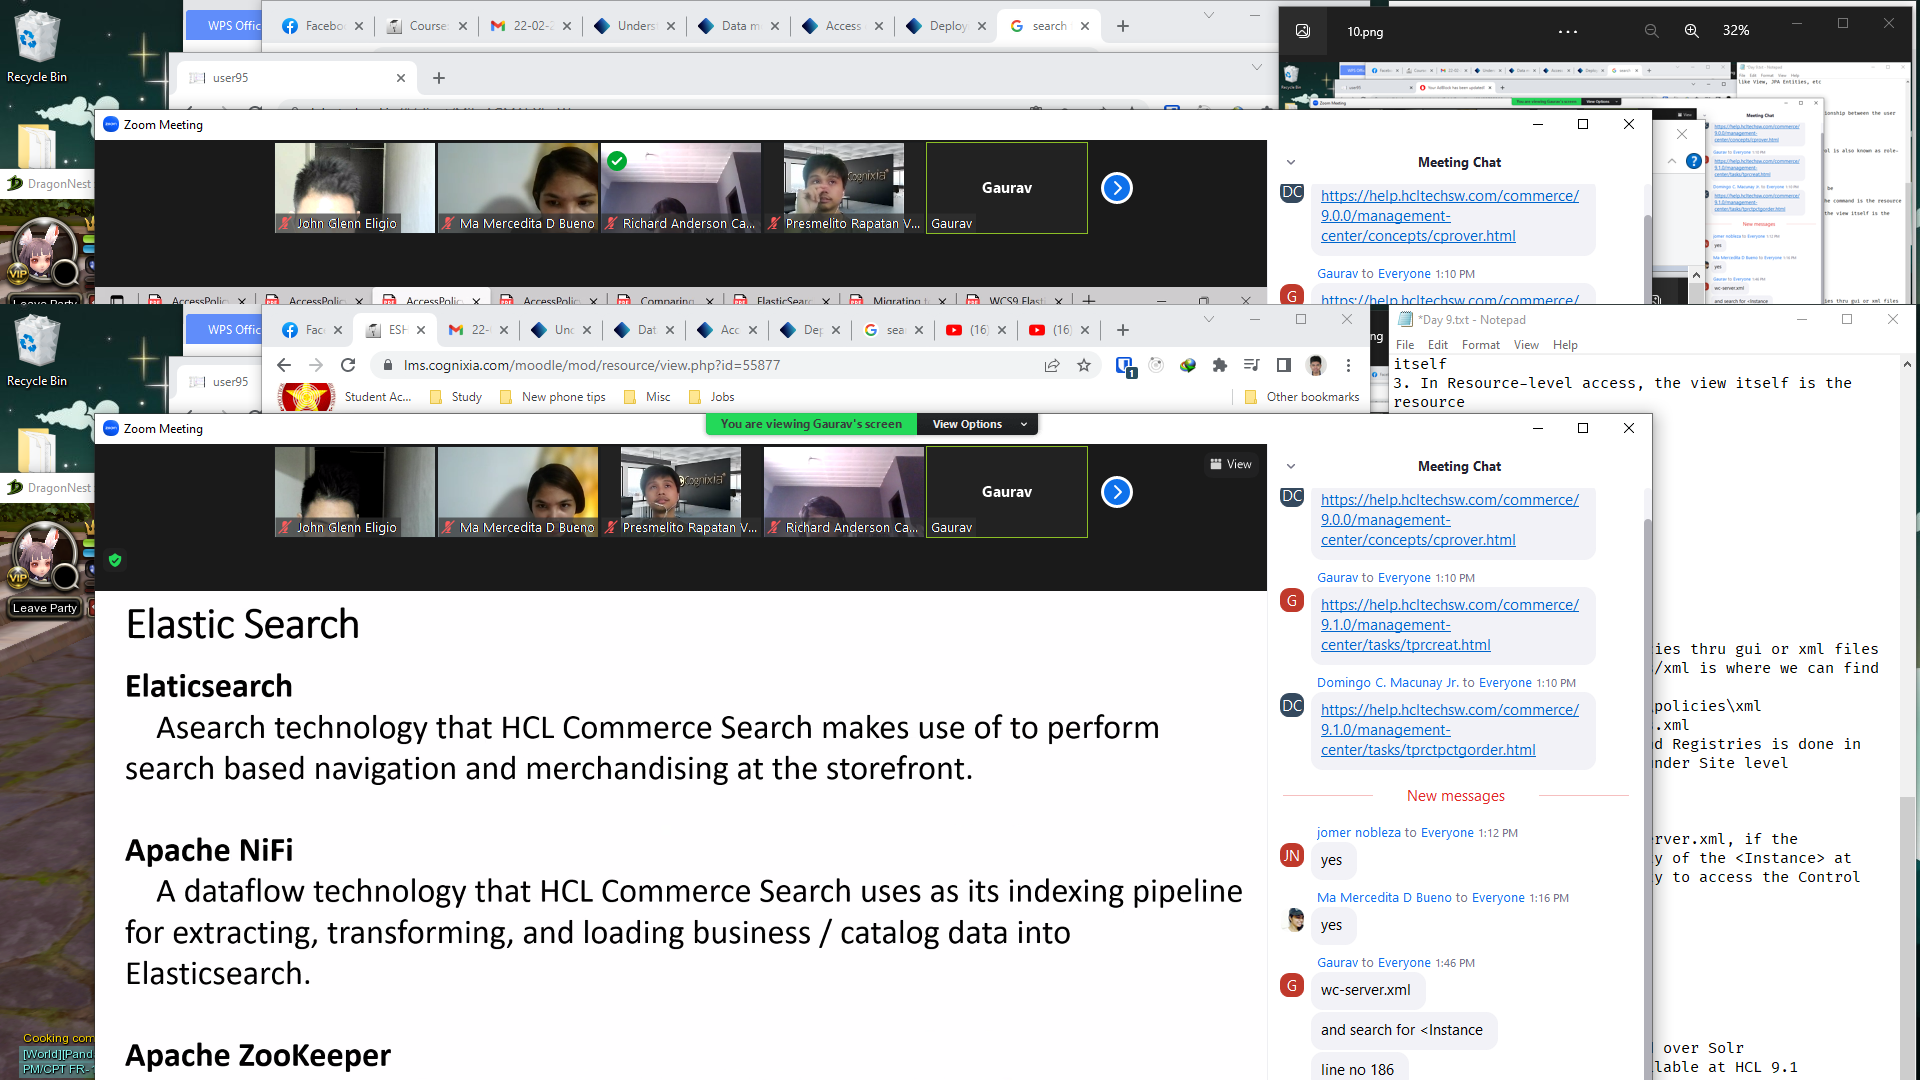 Recycle Bin
WPS Offic
Facebo
Course
22-02-2
Unders
Data m
Access
Deploy
search
user95
10.png
32%
Zoom Meeting
John Glenn Eligio
Ma Mercedita D Bueno
Richard Anderson Ca...
Presmelito Rapatan V...
Gaurav
Gaurav
Meeting Chat
DC
https://help.hcltechsw.com/commerce/
9.0.0/management-
center/concepts/cprover.html
Gaurav to Everyone 1:10 PM
G
https://help.hcltechsw.com/commerce/
DragonNest
VIP
Leave Party
AccessPolic
AccessPolic
AccessPolic
AccessPolic
Comparing
ElasticSear
Migrating t
WCS9 Elasti
Recycle Bin
WPS Offic
Fac
ESH
22-
Unc
Dat
Acc
Dep
sea
(16)
(16)
lms.cognixia.com/moodle/mod/resource/view.php?id=55877
Student Ac...
Study
New phone tips
Misc
Jobs
Other bookmarks
user95
*Day 9.txt - Notepad
File Edit Format View Help
itself
3. In Resource-level access, the view itself is the
resource
Zoom Meeting
You are viewing Gaurav's screen
View Options
View
John Glenn Eligio
Ma Mercedita D Bueno
Presmelito Rapatan V...
Richard Anderson Ca...
Gaurav
Gaurav
DragonNest
VIP
Leave Party
Elastic Search
Elaticsearch
Asearch technology that HCL Commerce Search makes use of to perform
search based navigation and merchandising at the storefront.
Apache NiFi
A dataflow technology that HCL Commerce Search uses as its indexing pipeline
for extracting, transforming, and loading business / catalog data into
Elasticsearch.
Apache ZooKeeper
Meeting Chat
DC
https://help.hcltechsw.com/commerce/
9.0.0/management-
center/concepts/cprover.html
Gaurav to Everyone 1:10 PM
G
https://help.hcltechsw.com/commerce/
9.1.0/management-
center/tasks/tprcreat.html
Domingo C. Macunay Jr. to Everyone 1:10 PM
DC
https://help.hcltechsw.com/commerce/
9.1.0/management-
center/tasks/tprctpctgorder.html
New messages
jomer nobleza to Everyone 1:12 PM
JN
yes
Ma Mercedita D Bueno to Everyone 1:16 PM
yes
Gaurav to Everyone 1:46 PM
G
wc-server.xml
and search for <Instance
line no 186
ies thru gui or xml files
/xml is where we can find
policies\xml
s.xml
nd Registries is done in
nder Site level
rver.xml, if the
y of the <Instance> at
y to access the Control
over Solr
lable at HCL 9.1
Cooking com
[World][Pand
PM/CPT FR-